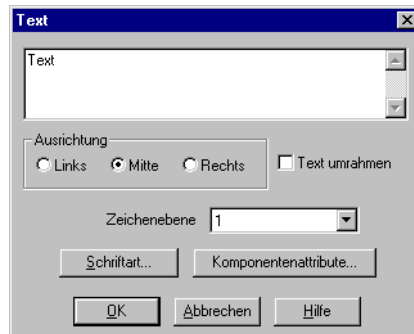 Text
Text
Ausrichtung
Links Mitte Rechts Text umrahmen
Zeichenebene 1
Schriftart... Komponentenattribute...
OK Abbrechen Hilfe